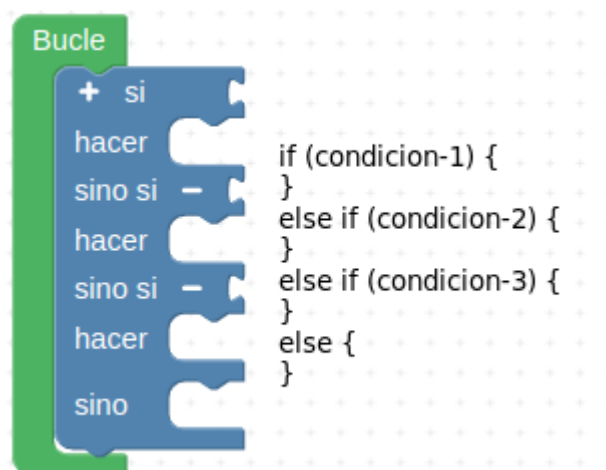 Bucle
+ si
hacer
sino si −
hacer
sino si −
hacer
sino
if (condicion-1) {
}
else if (condicion-2) {
}
else if (condicion-3) {
}
else {
}